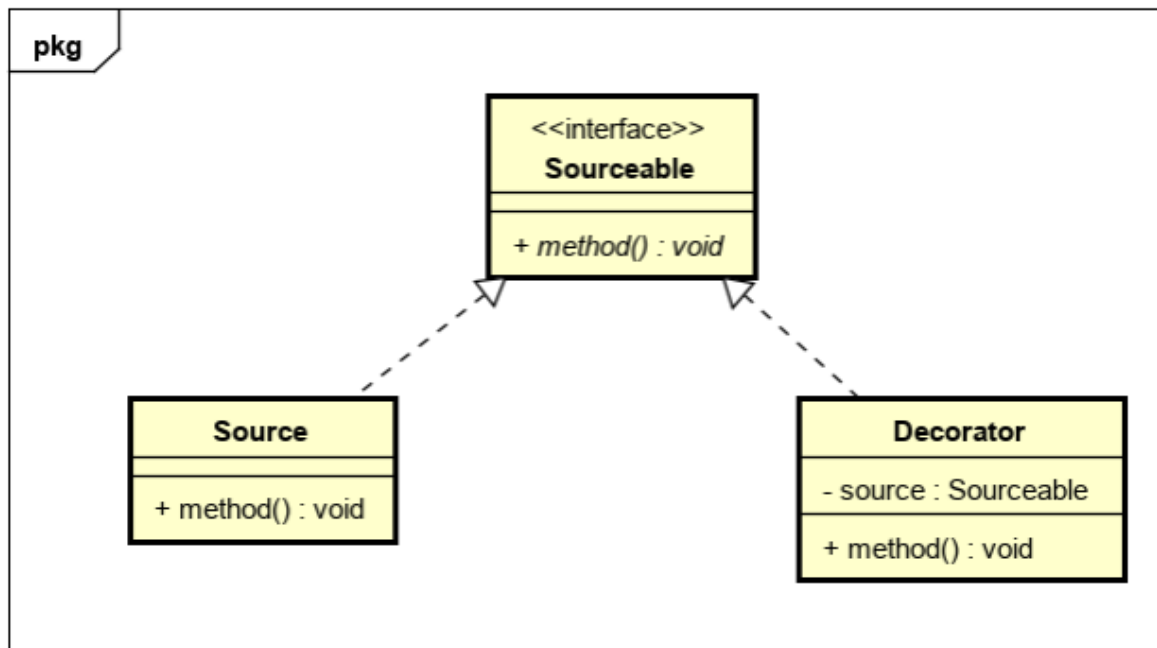 pkg
<<interface>>
Sourceable
+ method() : void
Source
+ method() : void
Decorator
- source : Sourceable
+ method() : void